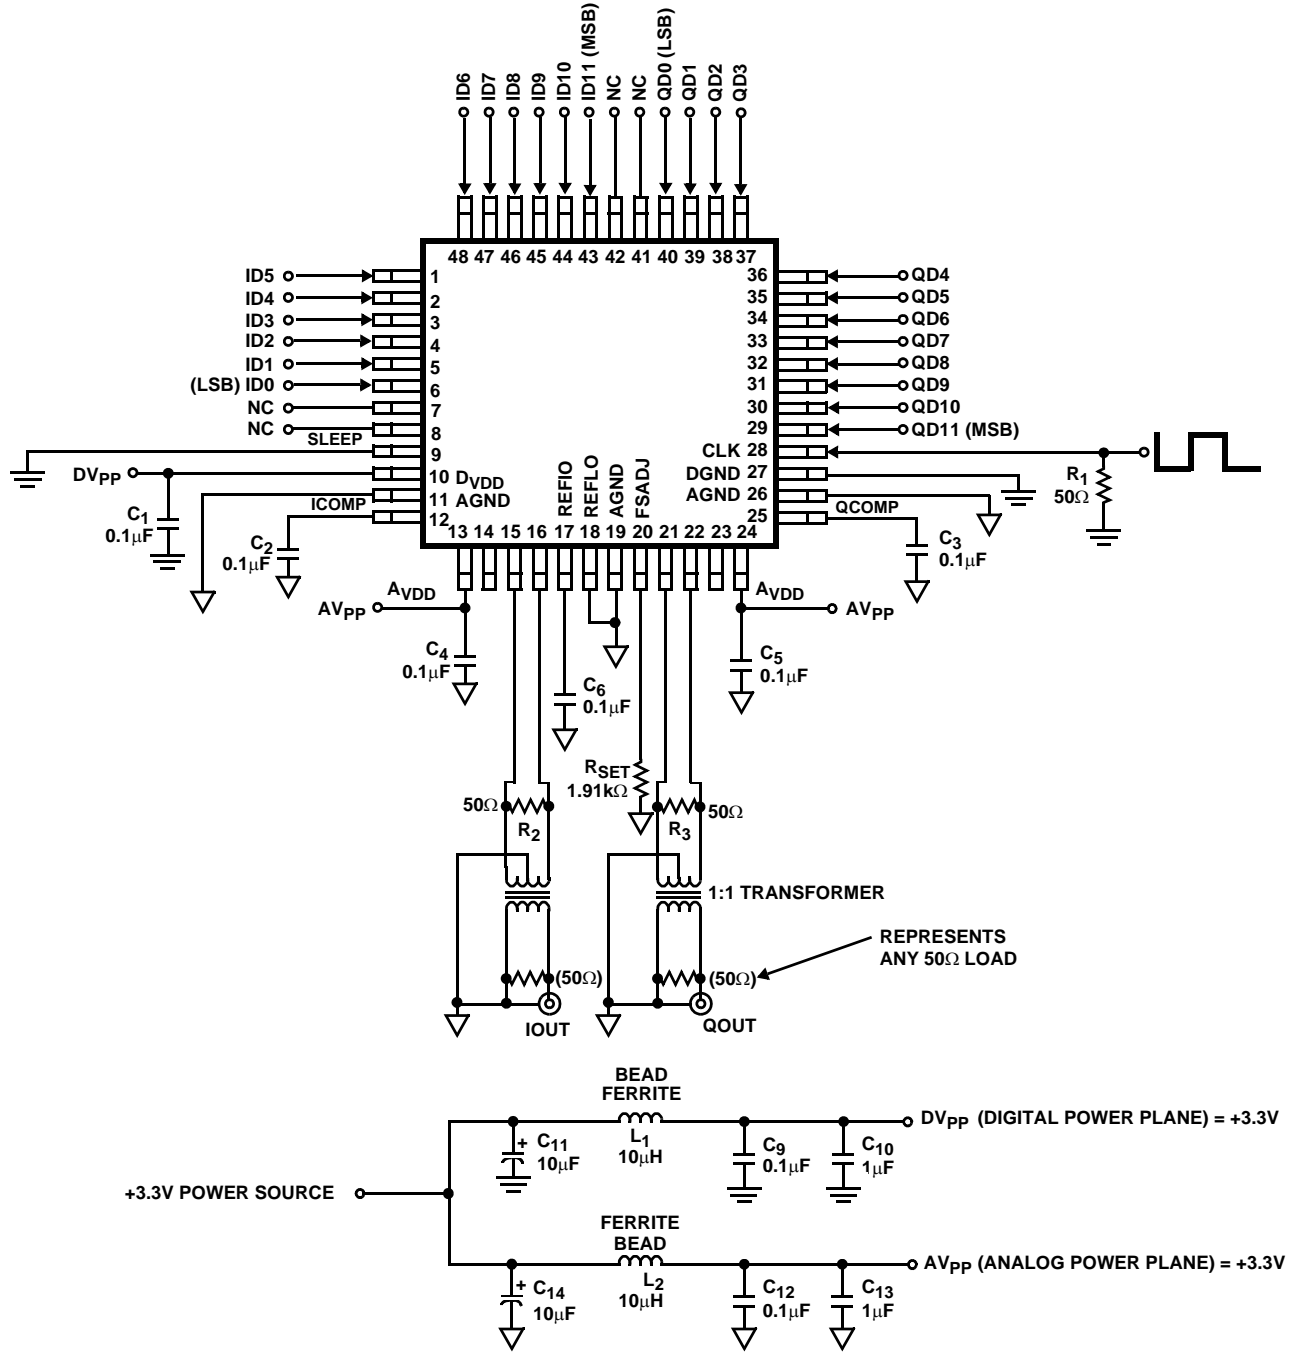 ID6
ID7
ID8
ID9
ID10
ID11 (MSB)
NC
NC
QD0 (LSB)
QD1
QD2
QD3
48 47 46 45 44 43 42 41 40 39 38 37
ID5 1
ID4 2
ID3 3
ID2 4
ID1 5
(LSB) ID0 6
NC 7
NC 8
SLEEP 9
DVPP 10 DVDD
11 AGND
ICOMP 12
36 QD4
35 QD5
34 QD6
33 QD7
32 QD8
31 QD9
30 QD10
29 QD11 (MSB)
CLK 28
DGND 27
AGND 26
25 QCOMP
R1
50Ω
C1
0.1µF
C2
0.1µF
C3
0.1µF
REFIO
REFLO
AGND
FSADJ
13 14 15 16 17 18 19 20 21 22 23 24
AVDD
AVPP
AVDD
AVPP
C4
0.1µF
C5
0.1µF
C6
0.1µF
RSET
1.91kΩ
50Ω
R2
R3
50Ω
1:1 TRANSFORMER
REPRESENTS
ANY 50Ω LOAD
(50Ω)
(50Ω)
IOUT
QOUT
BEAD
FERRITE
L1
10µH
C11
+
10µF
C9
0.1µF
C10
1µF
DVPP (DIGITAL POWER PLANE) = +3.3V
+3.3V POWER SOURCE
FERRITE
BEAD
L2
10µH
+
C14
10µF
C12
0.1µF
C13
1µF
AVPP (ANALOG POWER PLANE) = +3.3V